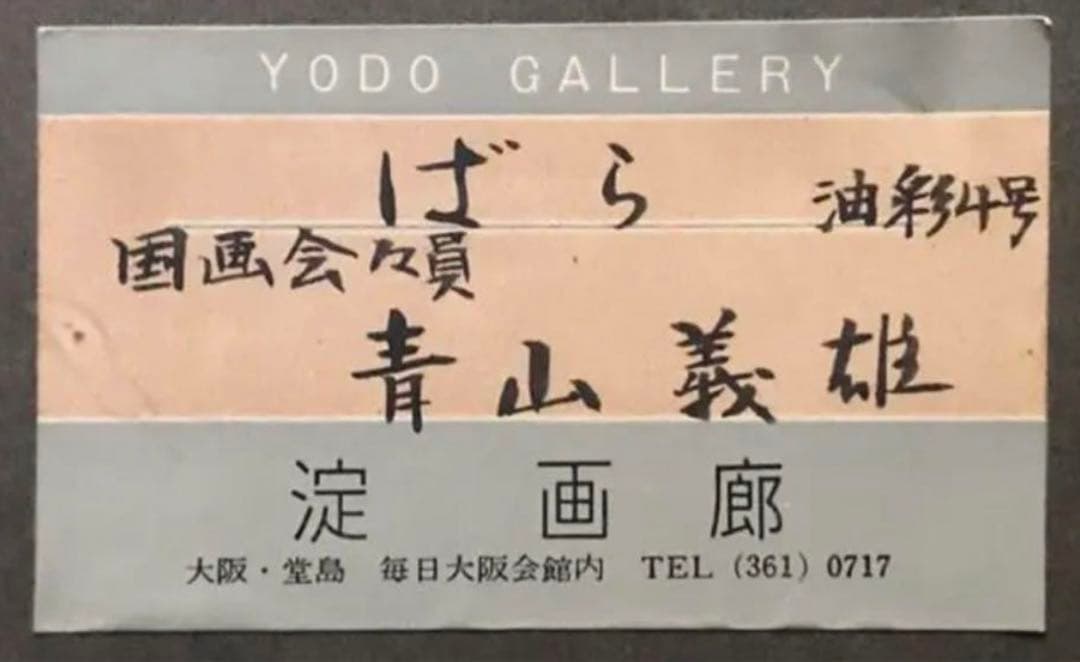 YODO GALLERY
ばら 油彩4号
国画会々員
青山義雄
淀画廊
大阪・堂島 毎日大阪会館内 TEL (361) 0717